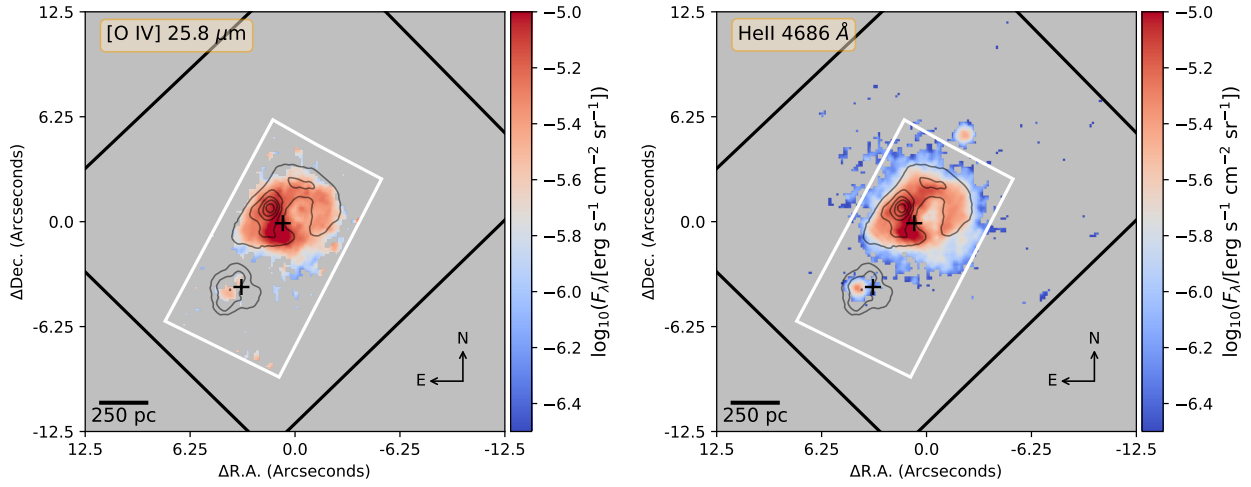 [O IV] 25.8 μm
12.5
6.25
0.0
-6.25
-12.5
ΔDec. (Arcseconds)
12.5 6.25 0.0 -6.25 -12.5
ΔR.A. (Arcseconds)
250 pc
N
E
−5.0
−5.2
−5.4
−5.6
−5.8
−6.0
−6.2
−6.4
log₁₀(Fλ/[erg s⁻¹ cm⁻² sr⁻¹])
HeII 4686 Å
12.5
6.25
0.0
-6.25
-12.5
ΔDec. (Arcseconds)
12.5 6.25 0.0 -6.25 -12.5
ΔR.A. (Arcseconds)
250 pc
N
E
−5.0
−5.2
−5.4
−5.6
−5.8
−6.0
−6.2
−6.4
log₁₀(Fλ/[erg s⁻¹ cm⁻² sr⁻¹])